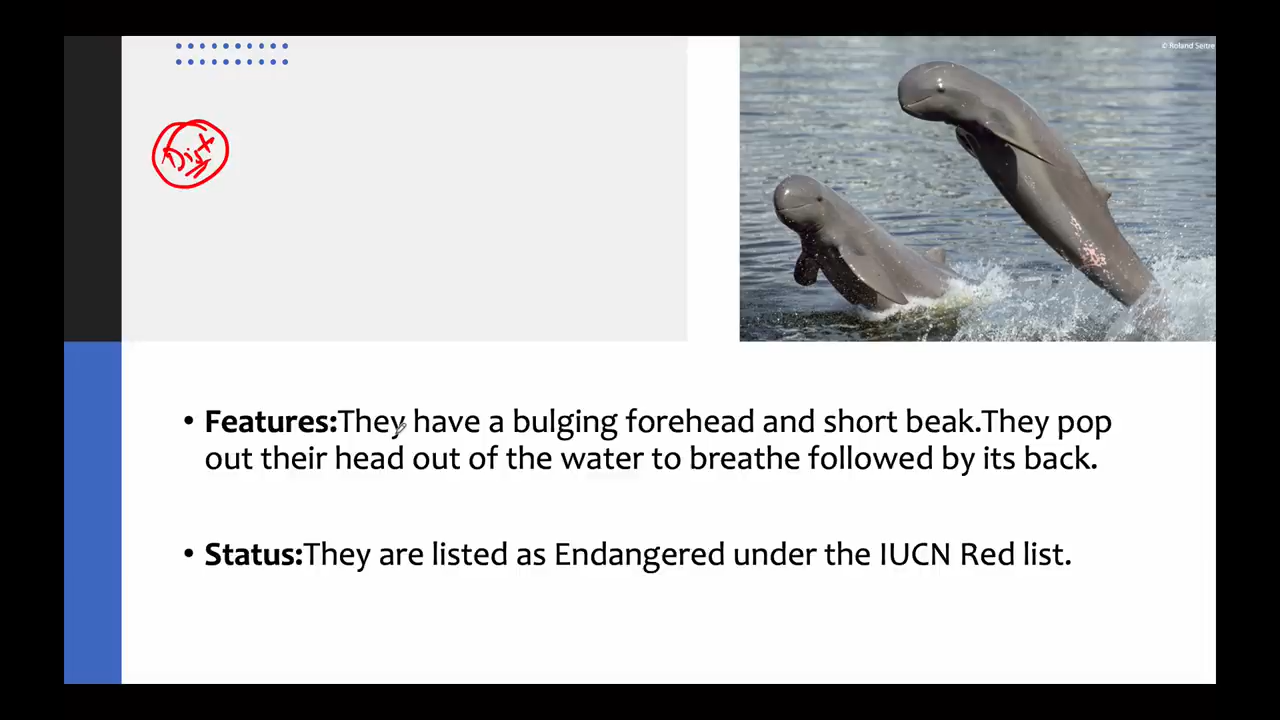 © Roland Seitre
• Features:They have a bulging forehead and short beak.They pop
out their head out of the water to breathe followed by its back.
• Status:They are listed as Endangered under the IUCN Red list.